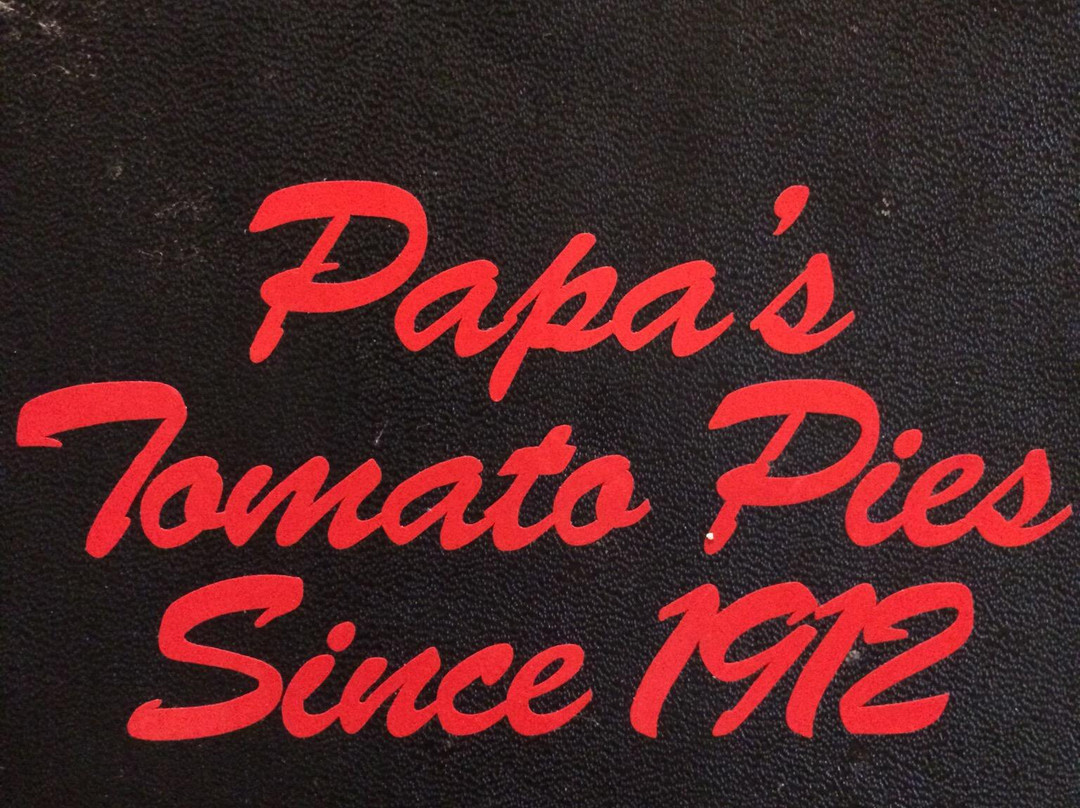 Papa's
Tomato Pies
Since 1912